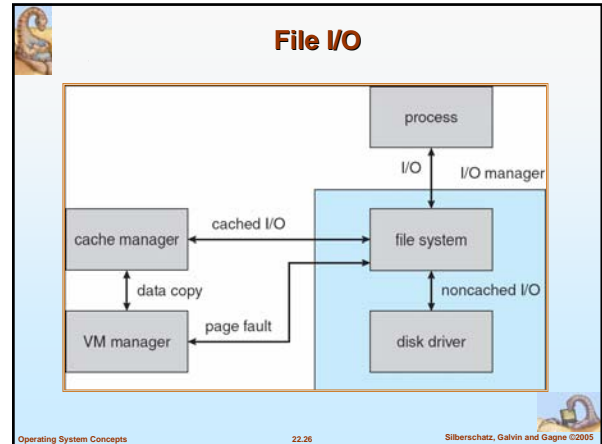 File I/O
process
I/O
I/O manager
cache manager
cached I/O
file system
data copy
noncached I/O
VM manager
page fault
disk driver
Operating System Concepts
22.26
Silberschatz, Galvin and Gagne ©2005